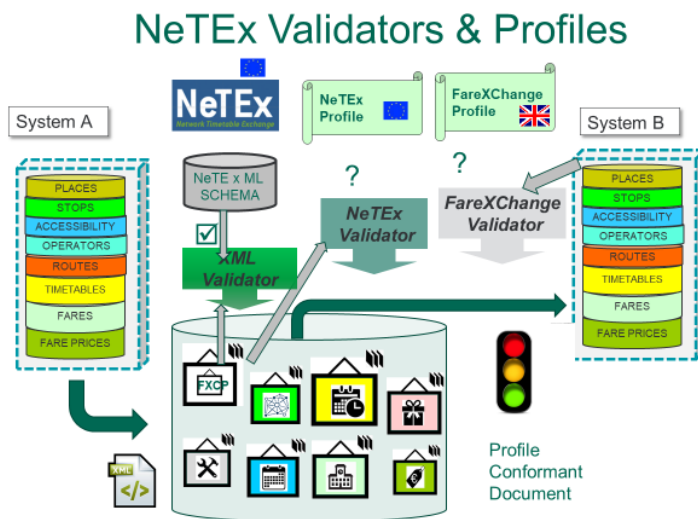 NeTEx Validators & Profiles
System A
NeTEx
Network Timetable Exchange
NeTEx
Profile
FareXChange
Profile
System B
NeTE x ML
SCHEMA
?
?
PLACES
STOPS
ACCESSIBILITY
OPERATORS
ROUTES
TIMETABLES
FARES
FARE PRICES
NeTEx
Validator
FareXChange
Validator
XML
Validator
PLACES
STOPS
ACCESSIBILITY
OPERATORS
ROUTES
TIMETABLES
FARES
FARE PRICES
FXCP
XML
</>
Profile
Conformant
Document